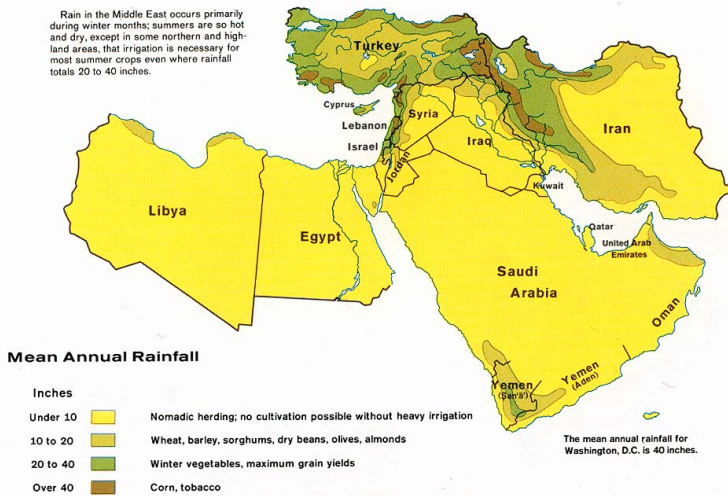 Rain in the Middle East occurs primarily
during winter months; summers are so hot
and dry, except in some northern and high-
land areas, that irrigation is necessary for
most summer crops even where rainfall
totals 20 to 40 inches.
Turkey
Cyprus
Lebanon
Israel
Syria
Jordan
Iraq
Iran
Kuwait
Libya
Egypt
Qatar
United Arab
Emirates
Saudi
Arabia
Oman
Yemen
(Şan'ā')
Yemen
(Aden)
Mean Annual Rainfall
Inches
Under 10 Nomadic herding; no cultivation possible without heavy irrigation
10 to 20 Wheat, barley, sorghums, dry beans, olives, almonds
20 to 40 Winter vegetables, maximum grain yields
Over 40 Corn, tobacco
The mean annual rainfall for
Washington, D.C. is 40 inches.